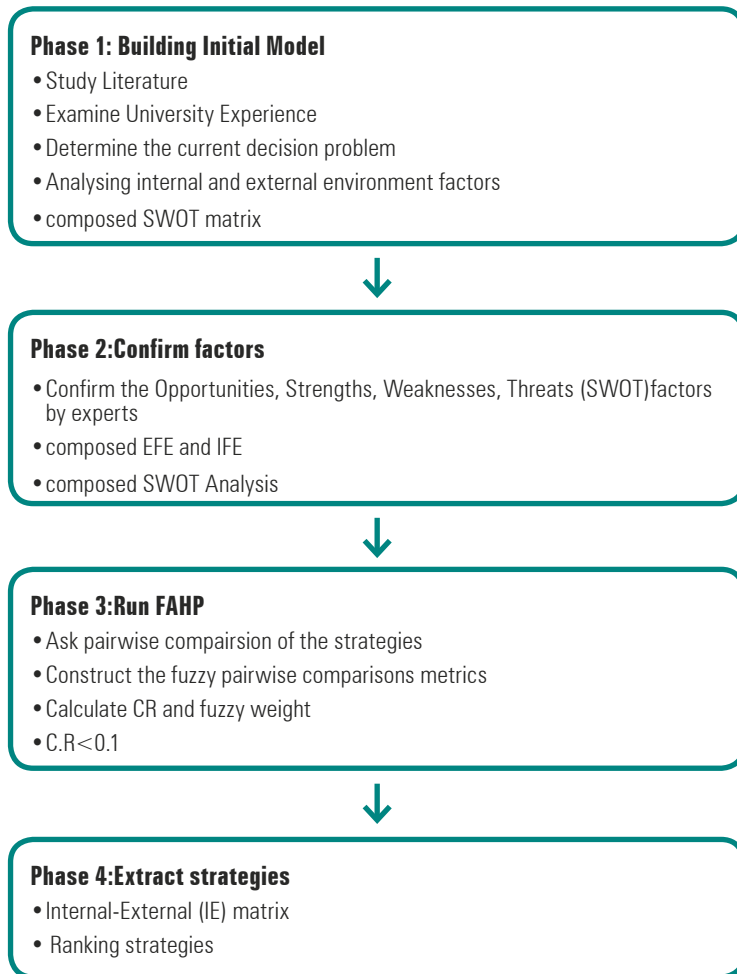 Phase 1: Building Initial Model
• Study Literature
• Examine University Experience
• Determine the current decision problem
• Analysing internal and external environment factors
• composed SWOT matrix
Phase 2:Confirm factors
• Confirm the Opportunities, Strengths, Weaknesses, Threats (SWOT)factors
by experts
• composed EFE and IFE
• composed SWOT Analysis
Phase 3:Run FAHP
• Ask pairwise compairsion of the strategies
• Construct the fuzzy pairwise comparisons metrics
• Calculate CR and fuzzy weight
• C.R<0.1
Phase 4:Extract strategies
• Internal-External (IE) matrix
• Ranking strategies